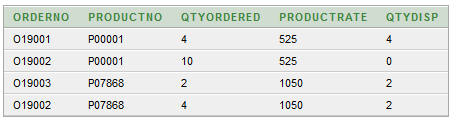 ORDERNO PRODUCTNO QTYORDERED PRODUCTRATE QTYDISP
O19001 P00001 4 525 4
O19002 P00001 10 525 0
O19003 P07868 2 1050 2
O19002 P07868 4 1050 2